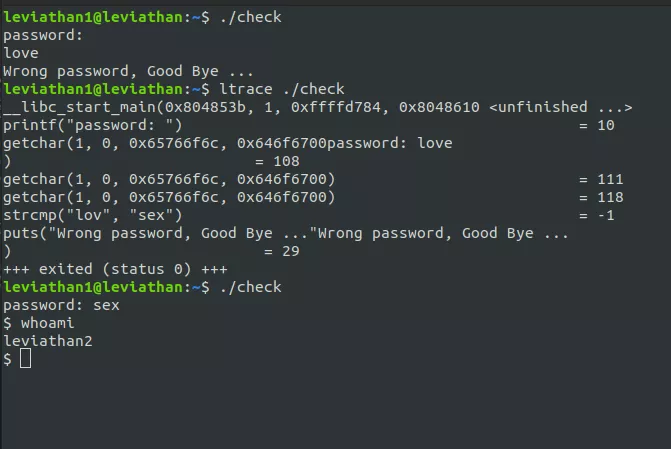 leviathan1@leviathan:~$ ./check
password:
love
Wrong password, Good Bye ...
leviathan1@leviathan:~$ ltrace ./check
__libc_start_main(0x804853b, 1, 0xffffd784, 0x8048610 <unfinished ...>
printf("password: ") = 10
getchar(1, 0, 0x65766f6c, 0x646f6700password: love
) = 108
getchar(1, 0, 0x65766f6c, 0x646f6700) = 111
getchar(1, 0, 0x65766f6c, 0x646f6700) = 118
strcmp("lov", "sex") = -1
puts("Wrong password, Good Bye ..."Wrong password, Good Bye ...
) = 29
+++ exited (status 0) +++
leviathan1@leviathan:~$ ./check
password: sex
$ whoami
leviathan2
$